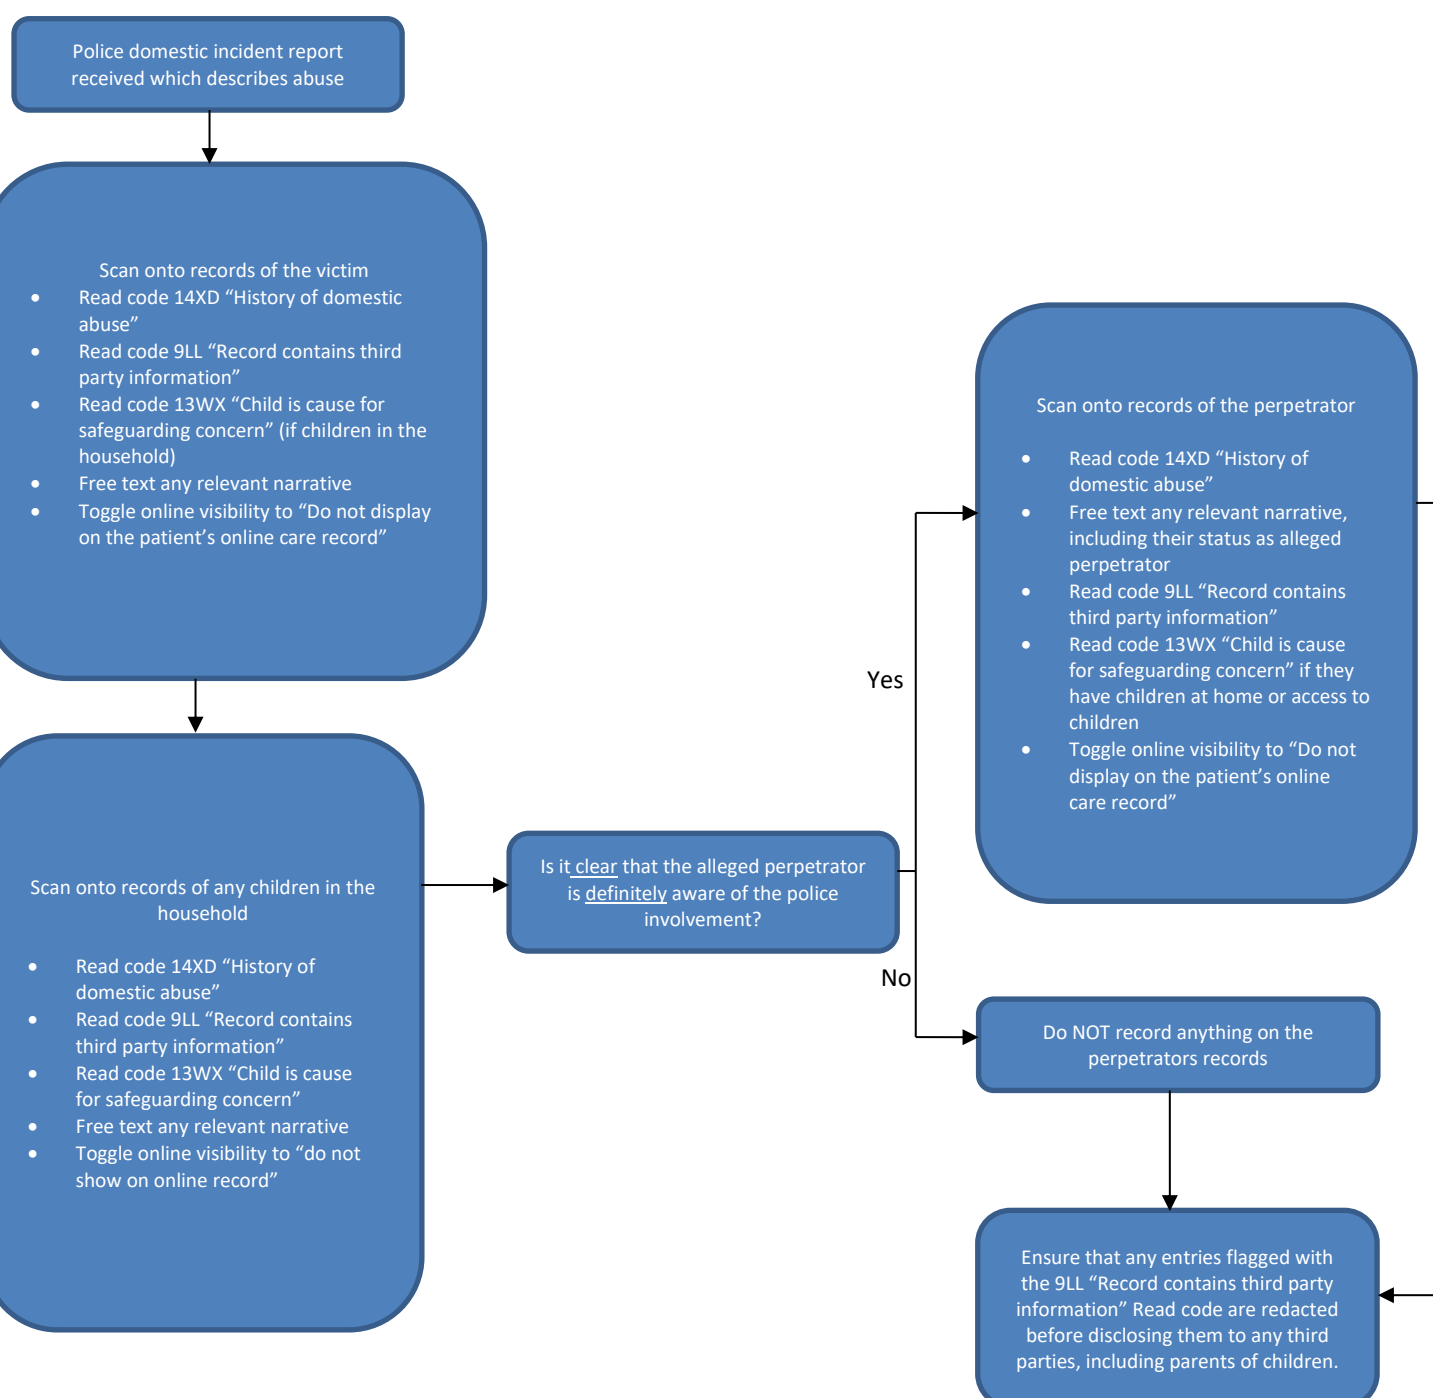 Police domestic incident report
received which describes abuse
Scan onto records of the victim
• Read code 14XD “History of domestic
abuse”
• Read code 9LL “Record contains third
party information”
• Read code 13WX “Child is cause for
safeguarding concern” (if children in the
household)
• Free text any relevant narrative
• Toggle online visibility to “Do not display
on the patient’s online care record”
Scan onto records of any children in the
household
• Read code 14XD “History of
domestic abuse”
• Read code 9LL “Record contains
third party information”
• Read code 13WX “Child is cause
for safeguarding concern”
• Free text any relevant narrative
• Toggle online visibility to “do not
show on online record”
Is it clear that the alleged perpetrator
is definitely aware of the police
involvement?
Yes
Scan onto records of the perpetrator
• Read code 14XD “History of
domestic abuse”
• Free text any relevant narrative,
including their status as alleged
perpetrator
• Read code 9LL “Record contains
third party information”
• Read code 13WX “Child is cause
for safeguarding concern” if they
have children at home or access to
children
• Toggle online visibility to “Do not
display on the patient’s online
care record”
No
Do NOT record anything on the
perpetrators records
Ensure that any entries flagged with
the 9LL “Record contains third party
information” Read code are redacted
before disclosing them to any third
parties, including parents of children.